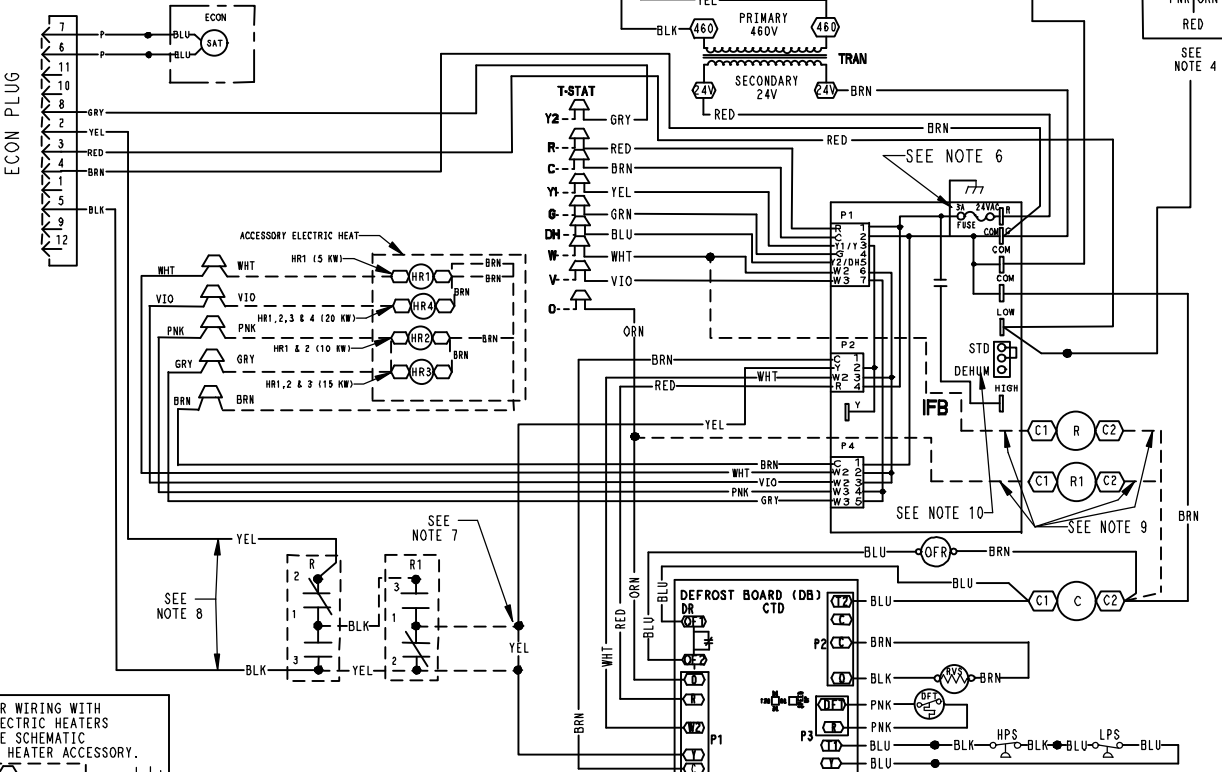 YEL
PNK
ORN
RED
SEE
NOTE 4
ECON PLUG
7
6
11
10
8
2
3
4
1
5
9
12
P
P
BLU
BLU
ECON
SAT
GRY
YEL
RED
BRN
BLK
BLK
460
460
PRIMARY
460V
TRAN
SECONDARY
24V
24V
24V
BRN
RED
BRN
RED
T-STAT
Y2
GRY
R
RED
C
BRN
Y1
YEL
G
GRN
DH
BLU
W
WHT
V
VIO
O
ORN
SEE NOTE 6
3A
24VAC
FUSE
R
COM
C
COM
COM
LOW
STD
DEHUM
HIGH
P1
R 1
C 2
Y1/Y 3
G 4
Y2/DH 5
W2 6
W3 7
P2
C 1
Y 2
W2 3
R 4
Y
IFB
P4
C 1
W2 2
W2 3
W3 4
W3 5
ACCESSORY ELECTRIC HEAT
HR1 (5 KW)
HR1,2,3 & 4 (20 KW)
HR1 & 2 (10 KW)
HR1,2 & 3 (15 KW)
WHT
WHT
VIO
VIO
PNK
PNK
GRY
GRY
BRN
BRN
HR1
HR4
HR2
HR3
BRN
BRN
BRN
BRN
BRN
BRN
WHT
RED
YEL
BRN
WHT
VIO
PNK
GRY
C1
R
C2
C1
R1
C2
SEE NOTE 10
SEE NOTE 9
BRN
SEE
NOTE 7
YEL
SEE
NOTE 8
R
2
1
3
R1
3
1
2
BLK
BLK
YEL
YEL
ORN
RED
WHT
BRN
BLU
BLU
BLU
OFR
BRN
BLU
C1
C
C2
DEFROST BOARD (DB)
DR
CTD
OF1
OF2
O
R
W2
Y
C
P1
T2
C
C
O
P2
BLU
BRN
BLK
RVS
BRN
DFT
R
P3
PNK
PNK
DFT
T1
Y
BLU
BLK
HPS
BLK
BLU
LPS
BLU
BLU
R WIRING WITH
ECTRIC HEATERS
E SCHEMATIC
HEATER ACCESSORY.